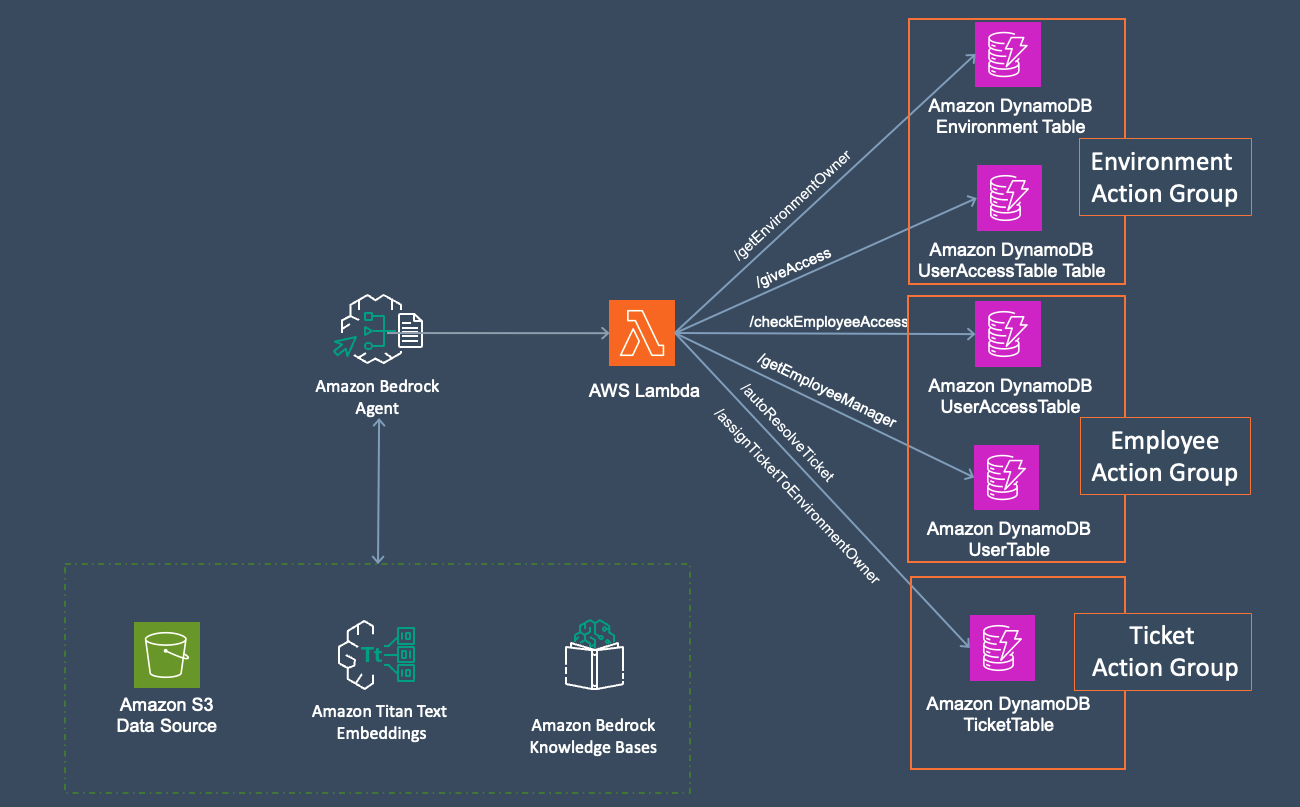 Amazon DynamoDB
Environment Table
Environment
Action Group
/getEnvironmentOwner
Amazon DynamoDB
UserAccessTable Table
/giveAccess
/checkEmployeeAccess
Amazon DynamoDB
UserAccessTable
/getEmployeeManager
Amazon Bedrock
Agent
AWS Lambda
/autoResolveTicket
/assignTicketToEnvironmentOwner
Employee
Action Group
Amazon DynamoDB
UserTable
Ticket
Action Group
Tt
Amazon S3
Data Source
Amazon Titan Text
Embeddings
Amazon Bedrock
Knowledge Bases
Amazon DynamoDB
TicketTable